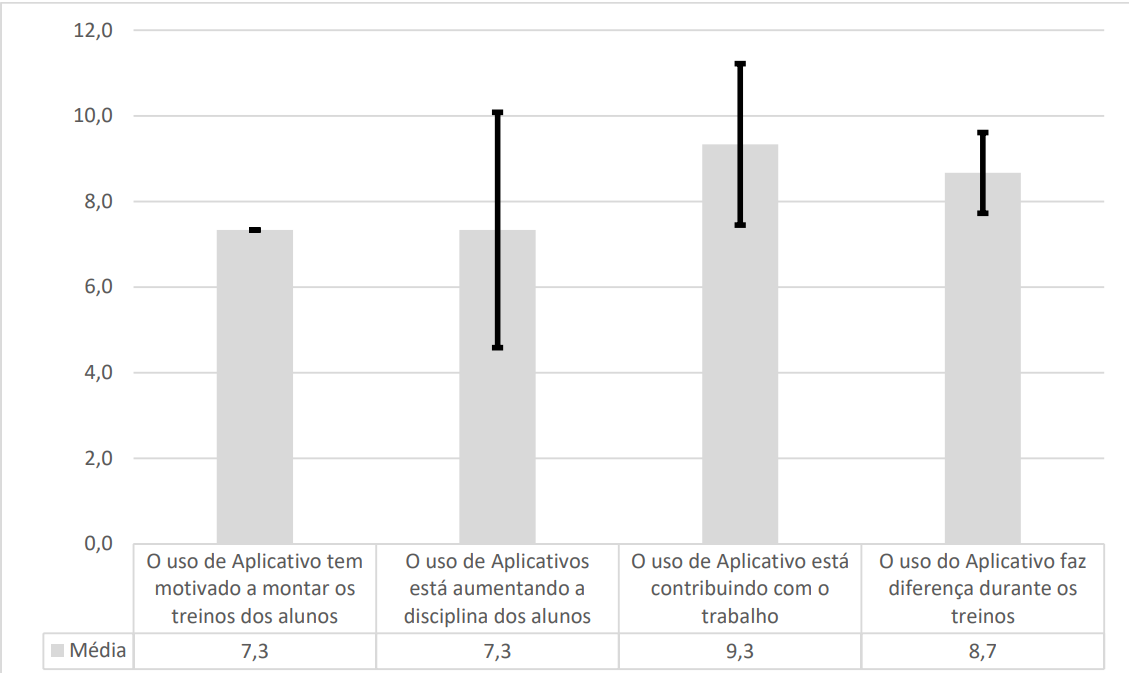 12,0
10,0
8,0
6,0
4,0
2,0
0,0
O uso de Aplicativo tem
motivado a montar os
treinos dos alunos
O uso de Aplicativos
está aumentando a
disciplina dos alunos
O uso de Aplicativo está
contribuindo com o
trabalho
O uso do Aplicativo faz
diferença durante os
treinos
Média 7,3 7,3 9,3 8,7